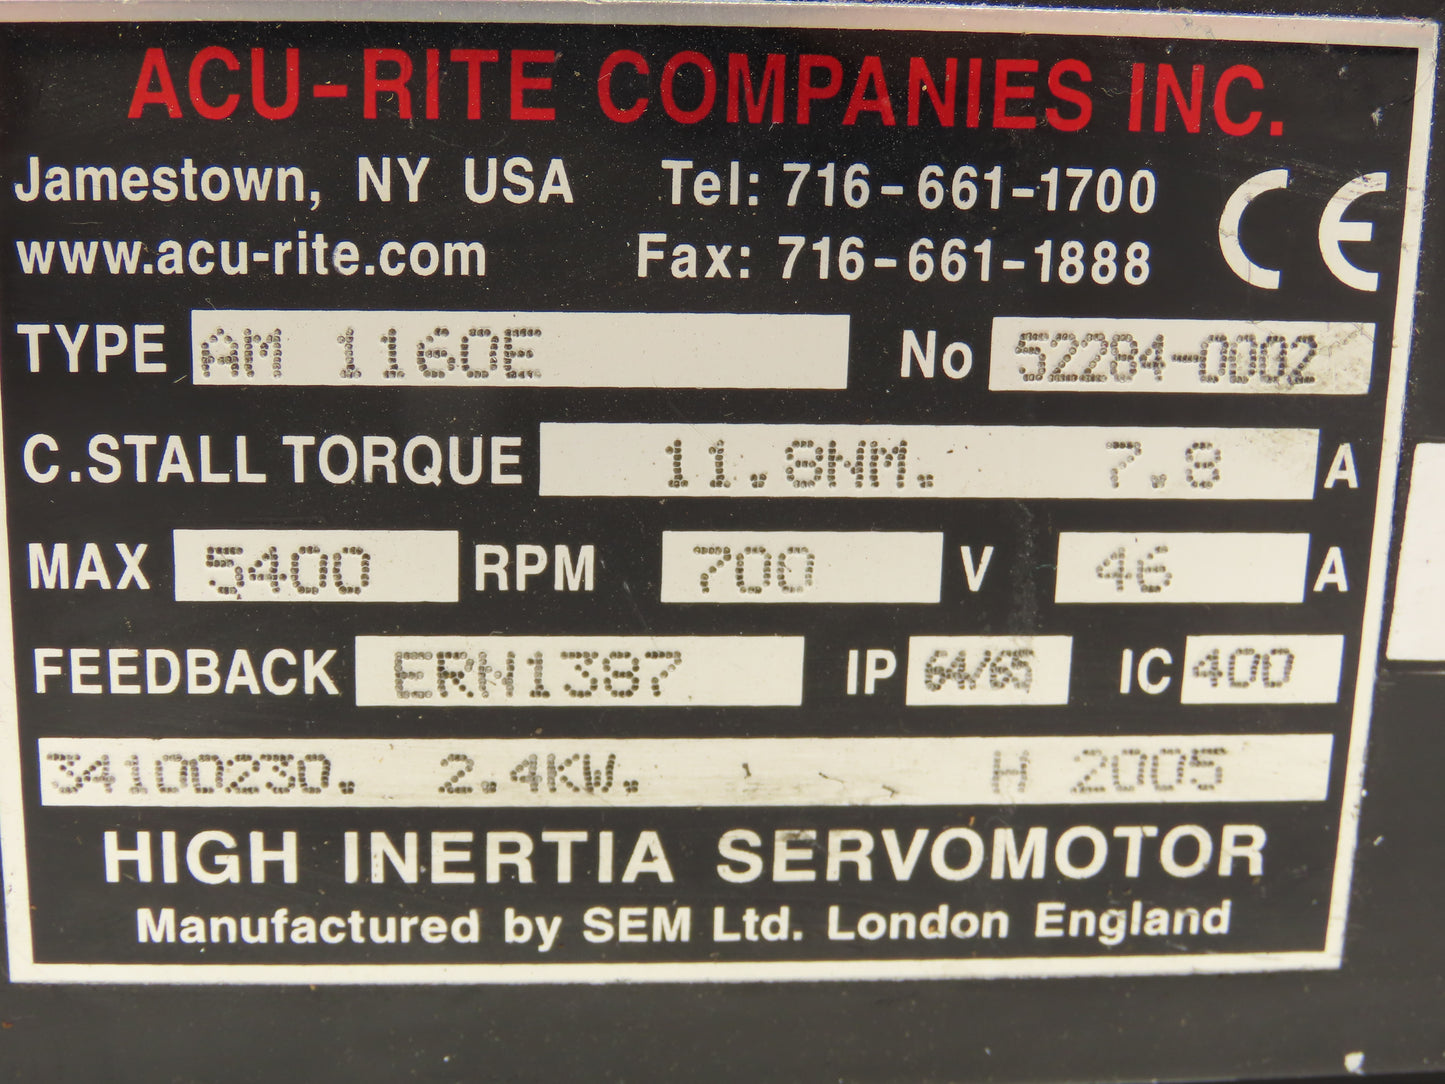 ACU-RITE COMPANIES INC.
Jamestown, NY USA Tel: 716-661-1700
www.acu-rite.com Fax: 716-661-1888
CE
TYPE AM 1160E No 52284-0002
C.STALL TORQUE 11.8NM. 7.8 A
MAX 5400 RPM 700 V 46 A
FEEDBACK ERN1387 IP 64/65 IC 400
34100230. 2.4KW. H 2005
HIGH INERTIA SERVOMOTOR
Manufactured by SEM Ltd. London England